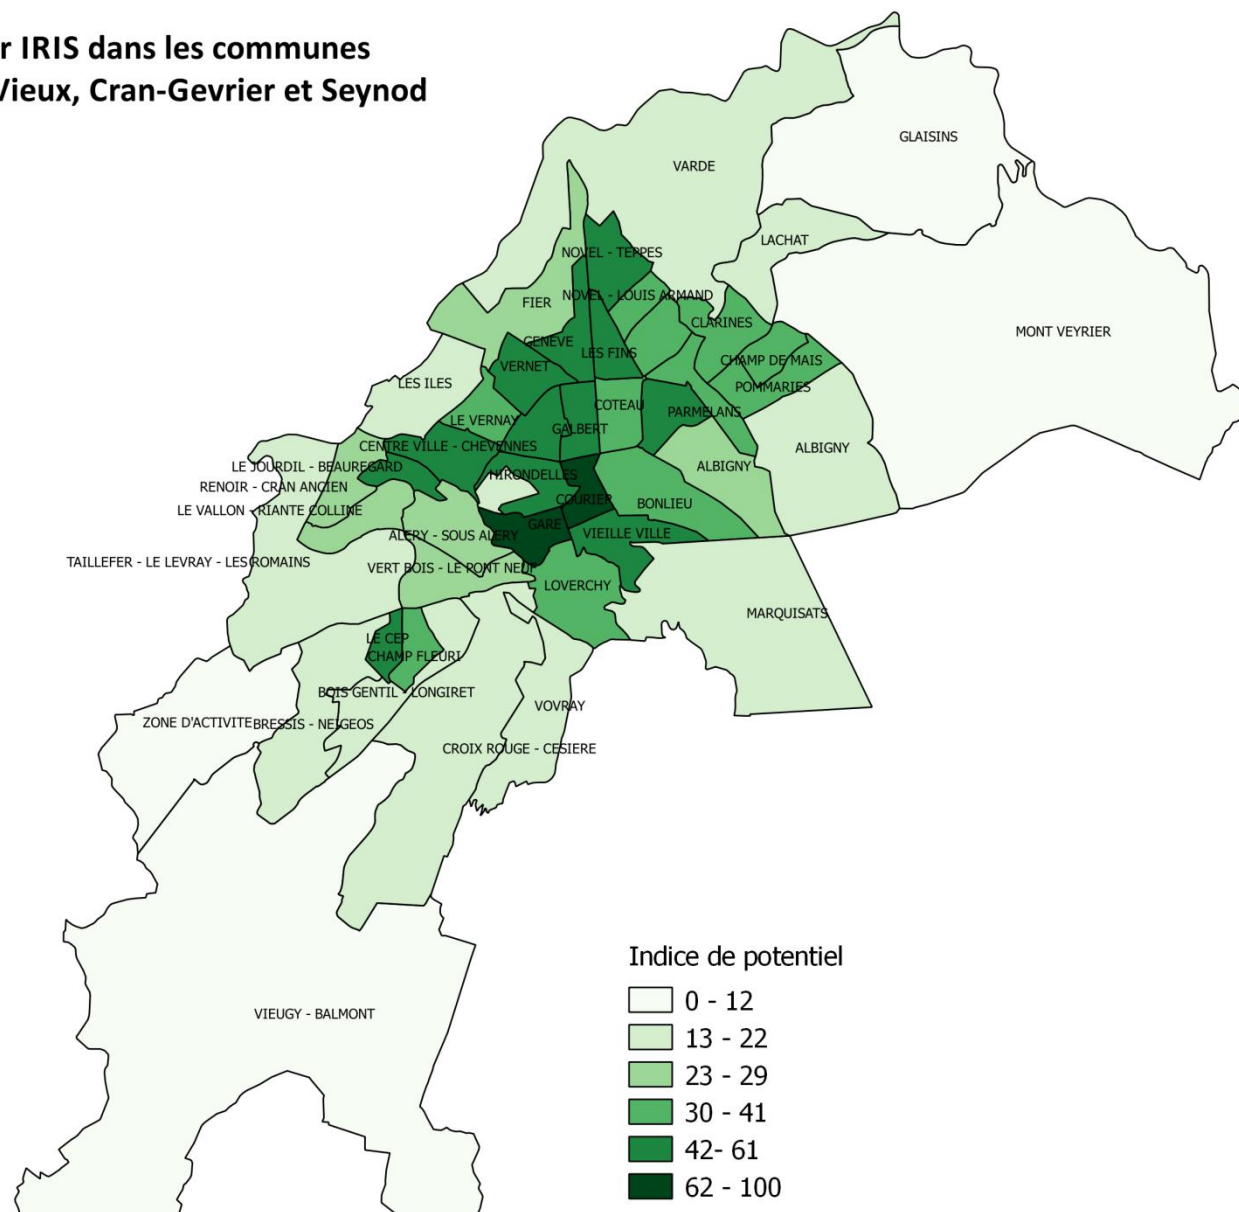 r IRIS dans les communes
Vieux, Cran-Gevrier et Seynod
GLAISINS
VARDE
LACHAT
NOVEL - TEPPES
NOVEL - LOUIS ARMAND
FIER
CLARINES
MONT VEYRIER
GENEVE
LES FINS
CHAMP DE MAIS
VERNET
LES ILES
POMMARIES
COTEAU
PARMELANS
LE VERNAY
GALBERT
CENTRE VILLE - CHEVENNES
ALBIGNY
LE JOURDIL - BEAUREGARD
ALBIGNY
HIRONDELLES
RENOIR - CRAN ANCIEN
COURIER
BONLIEU
LE VALLON - RIANTE COLLINE
GARE
VIEILLE VILLE
ALERY - SOUS ALERY
TAILLEFER - LE LEVRAY - LES ROMAINS
VERT BOIS - LE PONT NEUF
LOVERCHY
MARQUISATS
LE CEP
CHAMP FLEURI
BOIS GENTIL - LONGIRET
VOVRAY
ZONE D'ACTIVITE
BRESSIS - NEIGEOS
CROIX ROUGE - CESIERE
VIEUGY - BALMONT
Indice de potentiel
0 - 12
13 - 22
23 - 29
30 - 41
42- 61
62 - 100